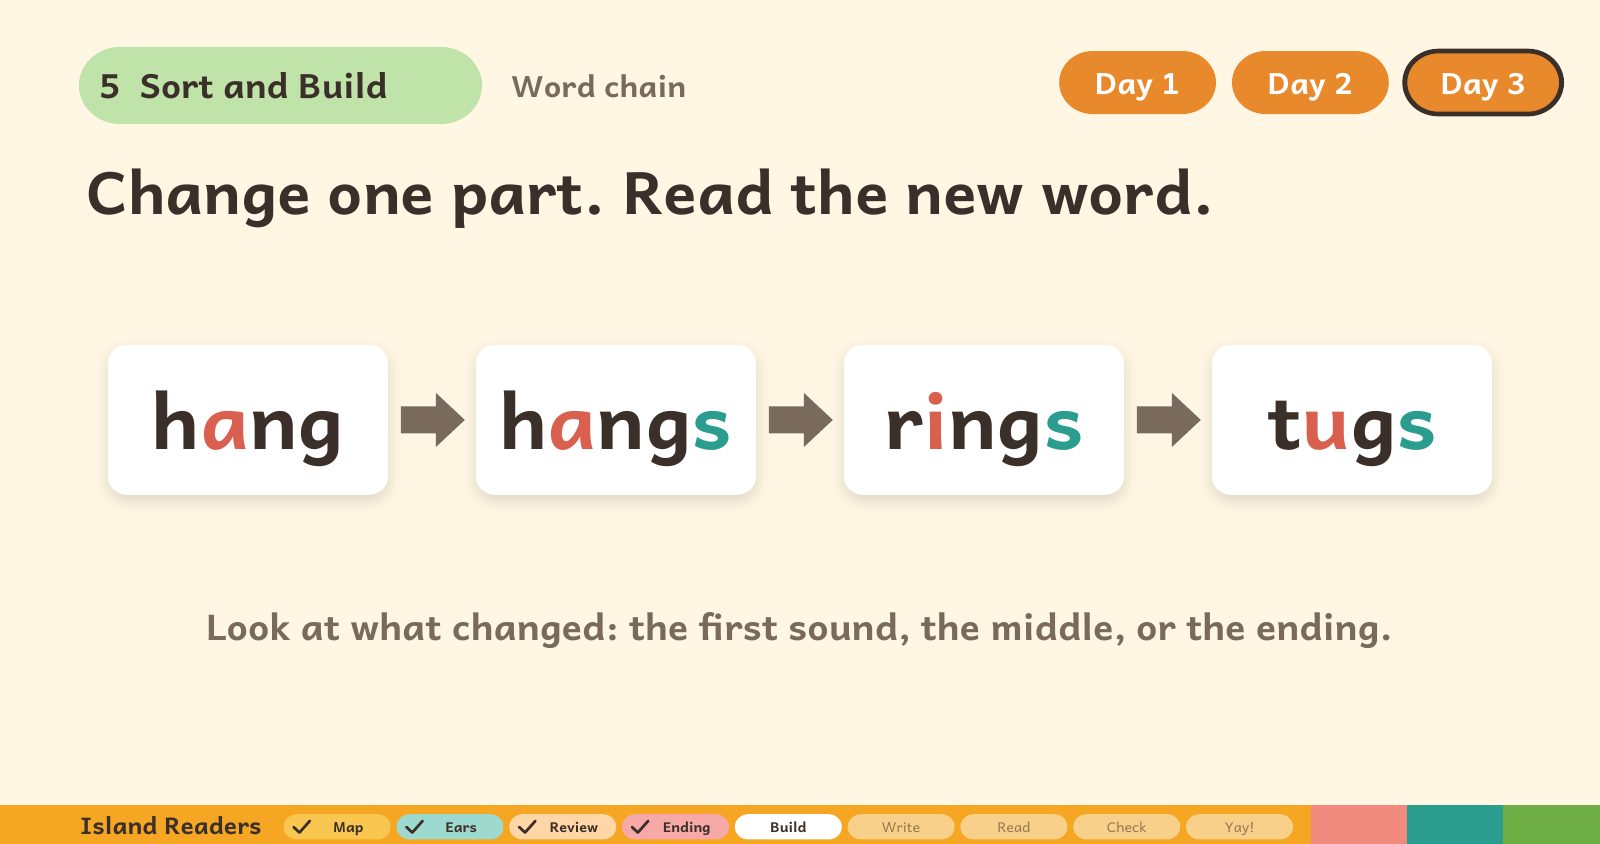 5 Sort and Build
Word chain
Day 1
Day 2
Day 3
Change one part. Read the new word.
hang
hangs
rings
tugs
Look at what changed: the first sound, the middle, or the ending.
Island Readers
Map
Ears
Review
Ending
Build
Write
Read
Check
Yay!